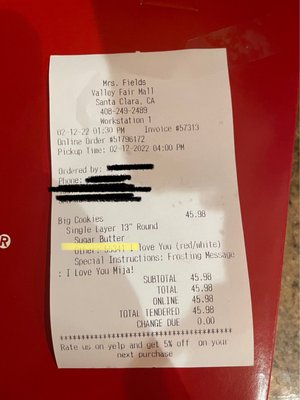 Mrs. Fields
Valley Fair Mall
Santa Clara, CA
408-249-2489
Workstation 1
02-12-22 01:30 PM Invoice #57313
Online Order #51796172
Pickup Time: 02-12-2022 04:00 PM
Ordered by:
Phone:
Big Cookies 45.98
Single Layer 13" Round
Sugar Butter
Other: I love You (red/white)
Special Instructions: Frosting Message
: I Love You Mija!
SUBTOTAL 45.98
TOTAL 45.98
ONLINE 45.98
TOTAL TENDERED 45.98
CHANGE DUE 0.00
Rate us on yelp and get 5% off on your
next purchase
®